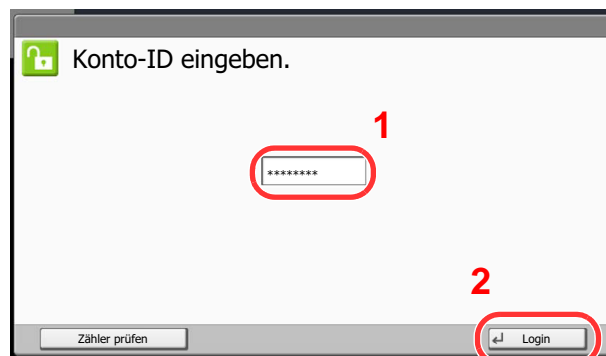 Konto-ID eingeben.
1
********
2
Zähler prüfen
Login